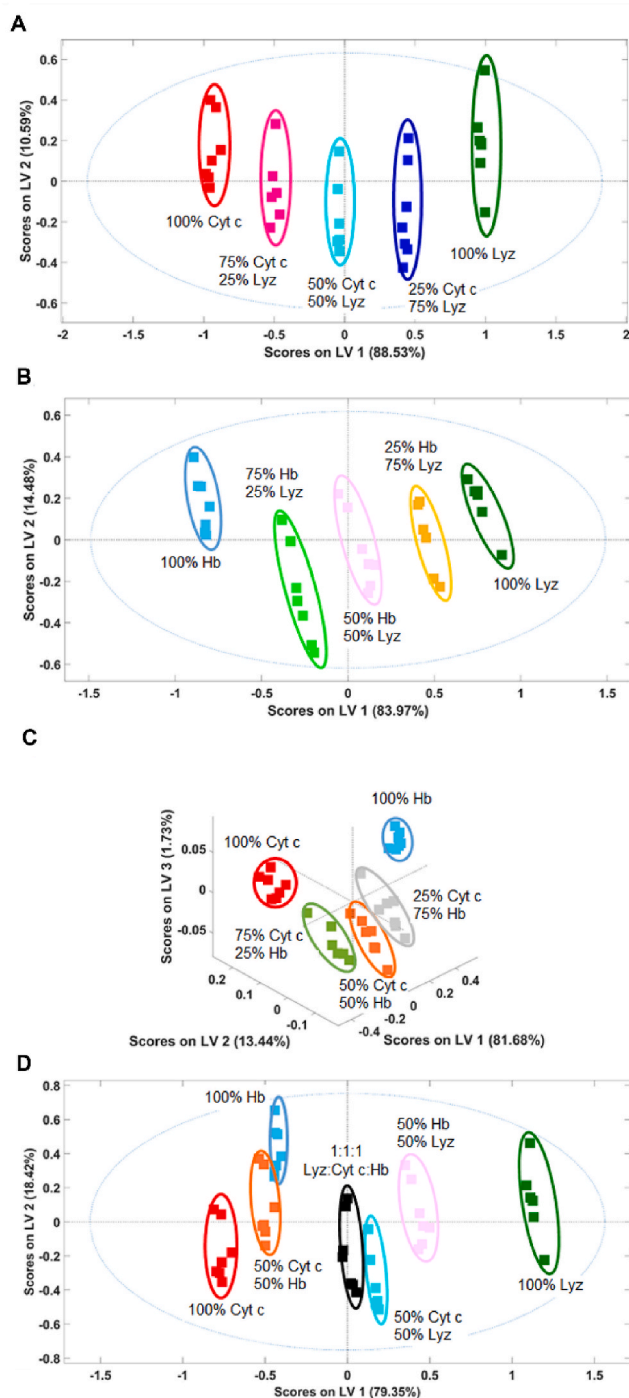 A
0.6
0.4
0.2
0
-0.2
-0.4
-0.6
Scores on LV 2 (10.59%)
100% Cyt c
75% Cyt c
25% Lyz
50% Cyt c
50% Lyz
25% Cyt c
75% Lyz
100% Lyz
-2 -1.5 -1 -0.5 0 0.5 1 1.5 2
Scores on LV 1 (88.53%)
B
0.6
0.4
0.2
0
-0.2
-0.4
-0.6
Scores on LV 2 (14.48%)
100% Hb
75% Hb
25% Lyz
50% Hb
50% Lyz
25% Hb
75% Lyz
100% Lyz
-1.5 -1 -0.5 0 0.5 1 1.5
Scores on LV 1 (83.97%)
C
Scores on LV 3 (1.73%)
0.05
0
-0.05
100% Cyt c
100% Hb
25% Cyt c
75% Hb
75% Cyt c
25% Hb
50% Cyt c
50% Hb
0.2
0.1
0
-0.1
-0.4
-0.2
0
0.2
0.4
Scores on LV 2 (13.44%)
Scores on LV 1 (81.68%)
D
0.8
0.6
0.4
0.2
0
-0.2
-0.4
-0.6
-0.8
Scores on LV 2 (18.42%)
100% Hb
1:1:1
Lyz:Cyt c:Hb
50% Hb
50% Lyz
50% Cyt c
50% Hb
100% Cyt c
50% Cyt c
50% Lyz
100% Lyz
-1.5 -1 -0.5 0 0.5 1 1.5
Scores on LV 1 (79.35%)